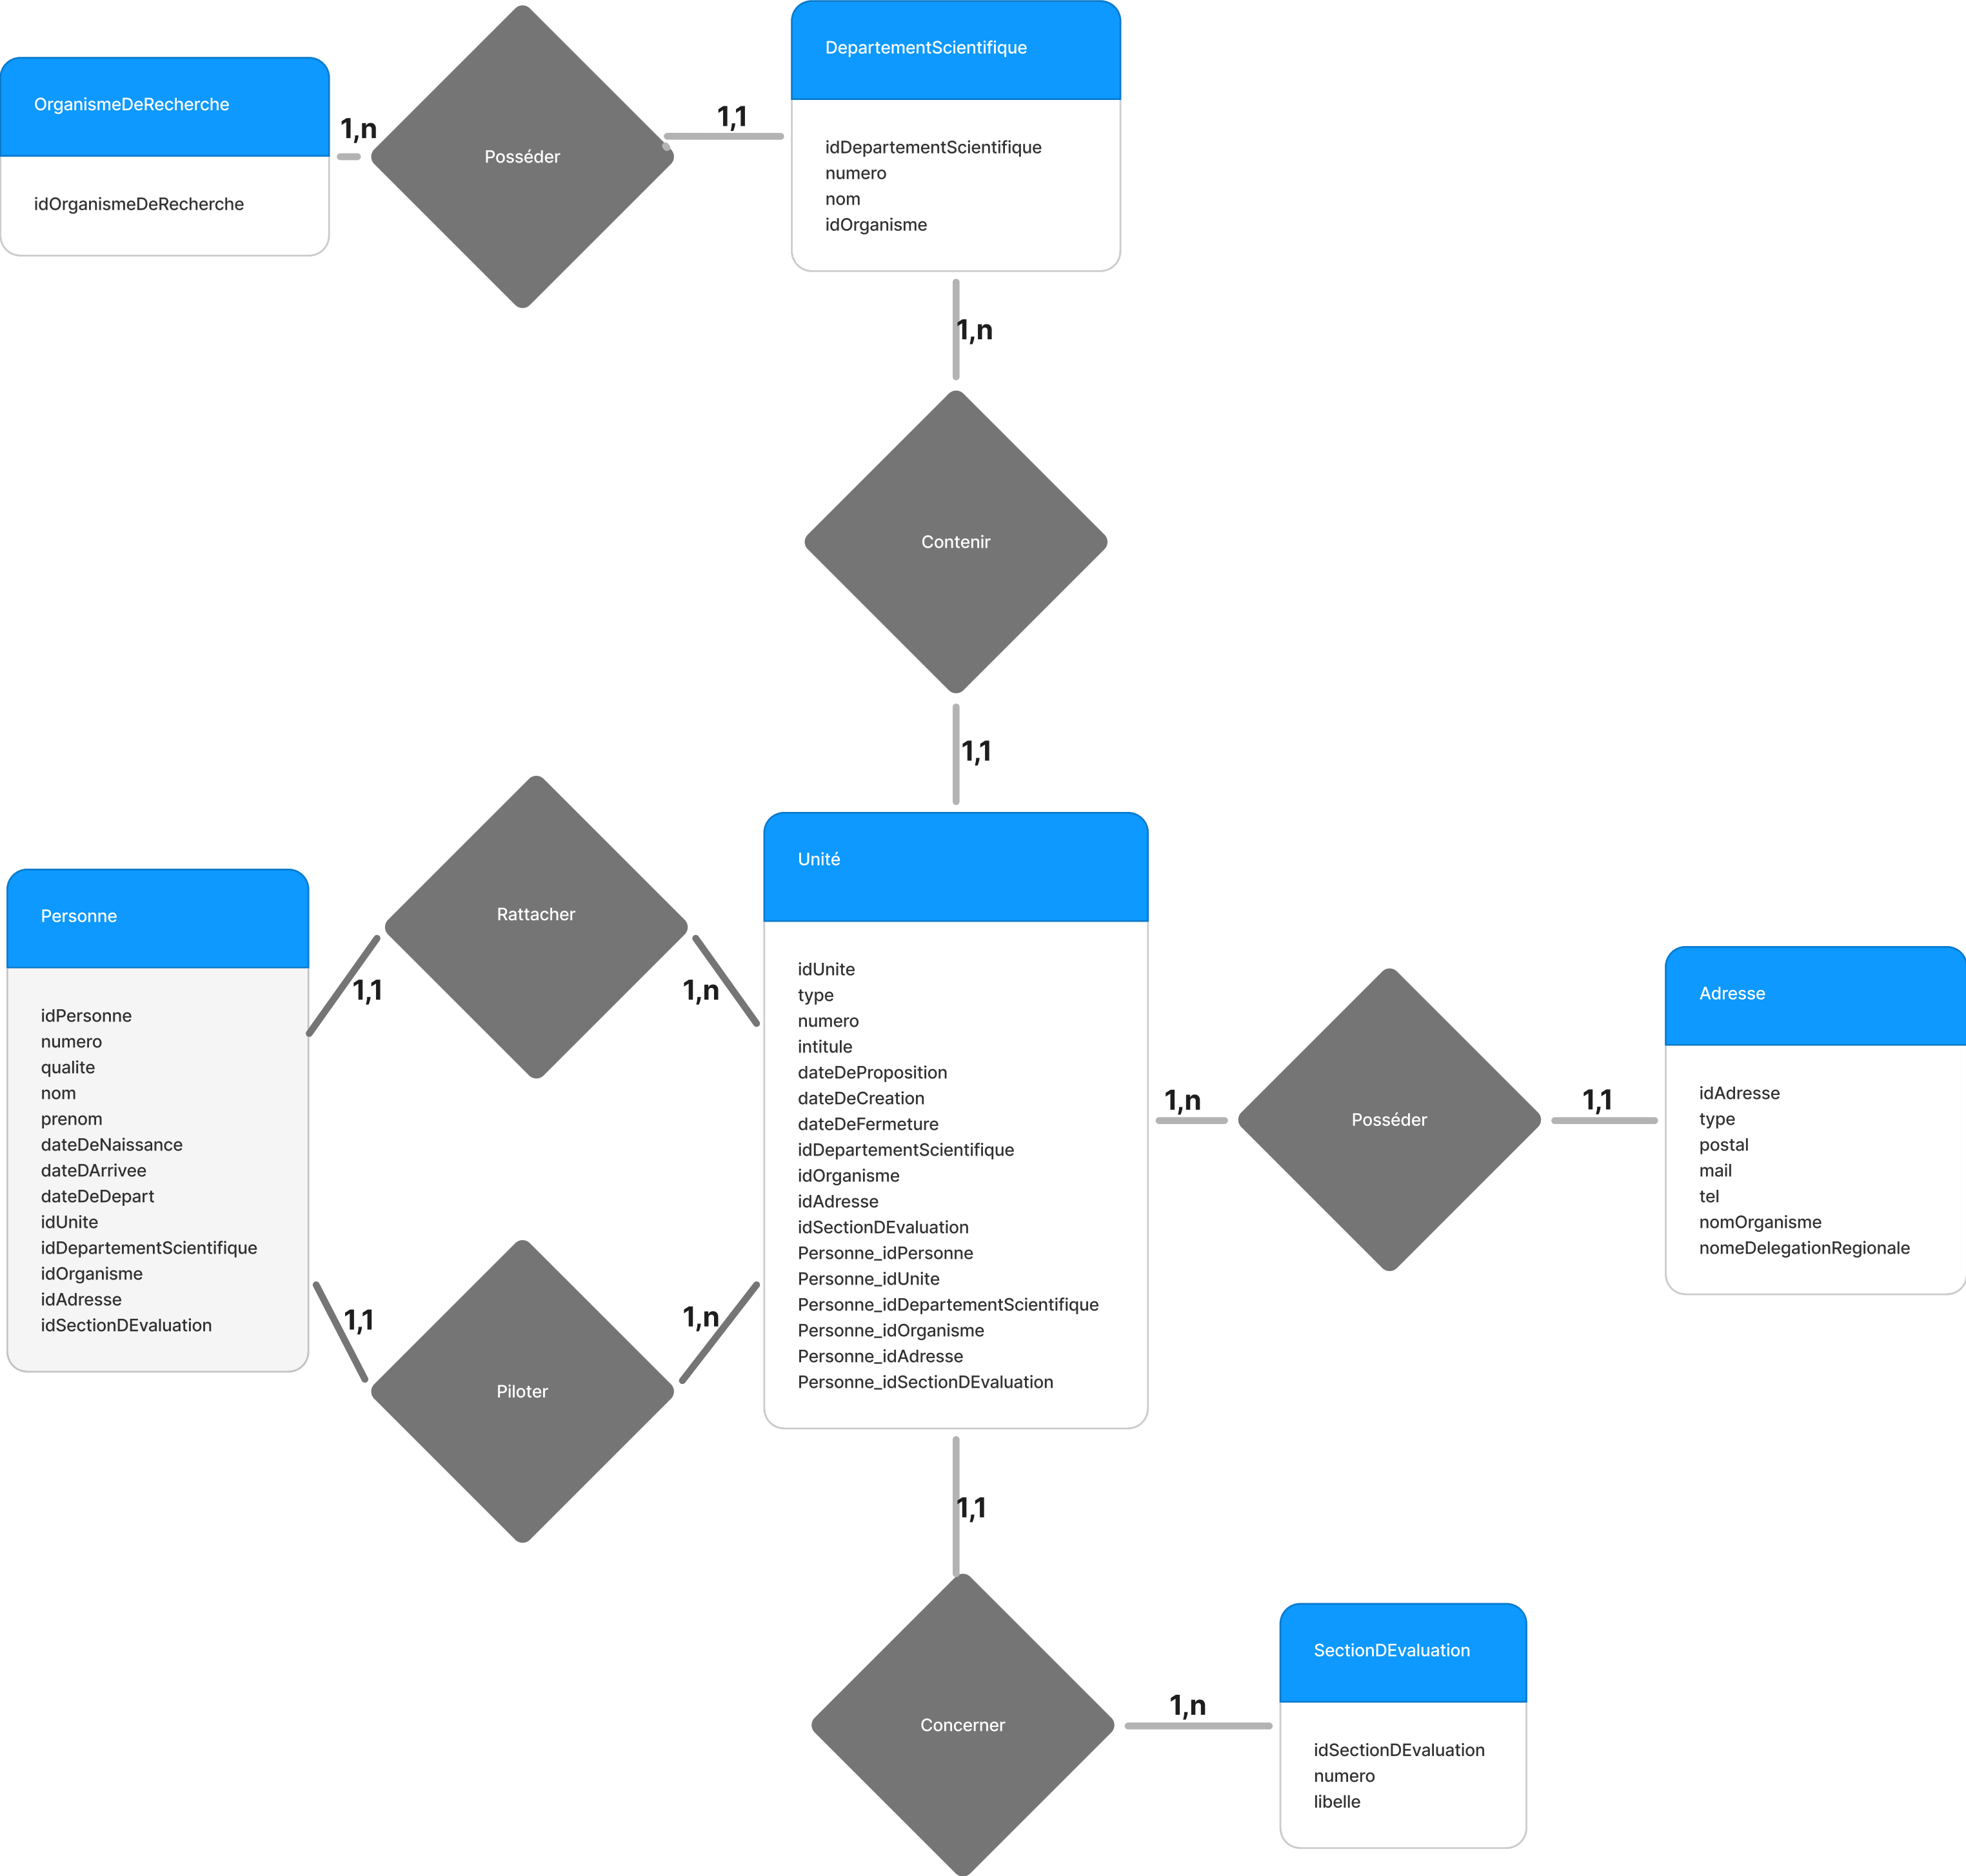 OrganismeDeRecherche
idOrganismeDeRecherche
1,n
Posséder
1,1
DepartementScientifique
idDepartementScientifique
numero
nom
idOrganisme
1,n
Contenir
1,1
Personne
idPersonne
numero
qualite
nom
prenom
dateDeNaissance
dateDArrivee
dateDeDepart
idUnite
idDepartementScientifique
idOrganisme
idAdresse
idSectionDEvaluation
Rattacher
1,1
1,n
Piloter
1,1
1,n
Unité
idUnite
type
numero
intitule
dateDeProposition
dateDeCreation
dateDeFermeture
idDepartementScientifique
idOrganisme
idAdresse
idSectionDEvaluation
Personne_idPersonne
Personne_idUnite
Personne_idDepartementScientifique
Personne_idOrganisme
Personne_idAdresse
Personne_idSectionDEvaluation
1,n
Posséder
1,1
Adresse
idAdresse
type
postal
mail
tel
nomOrganisme
nomeDelegationRegionale
1,1
Concerner
1,n
SectionDEvaluation
idSectionDEvaluation
numero
libelle